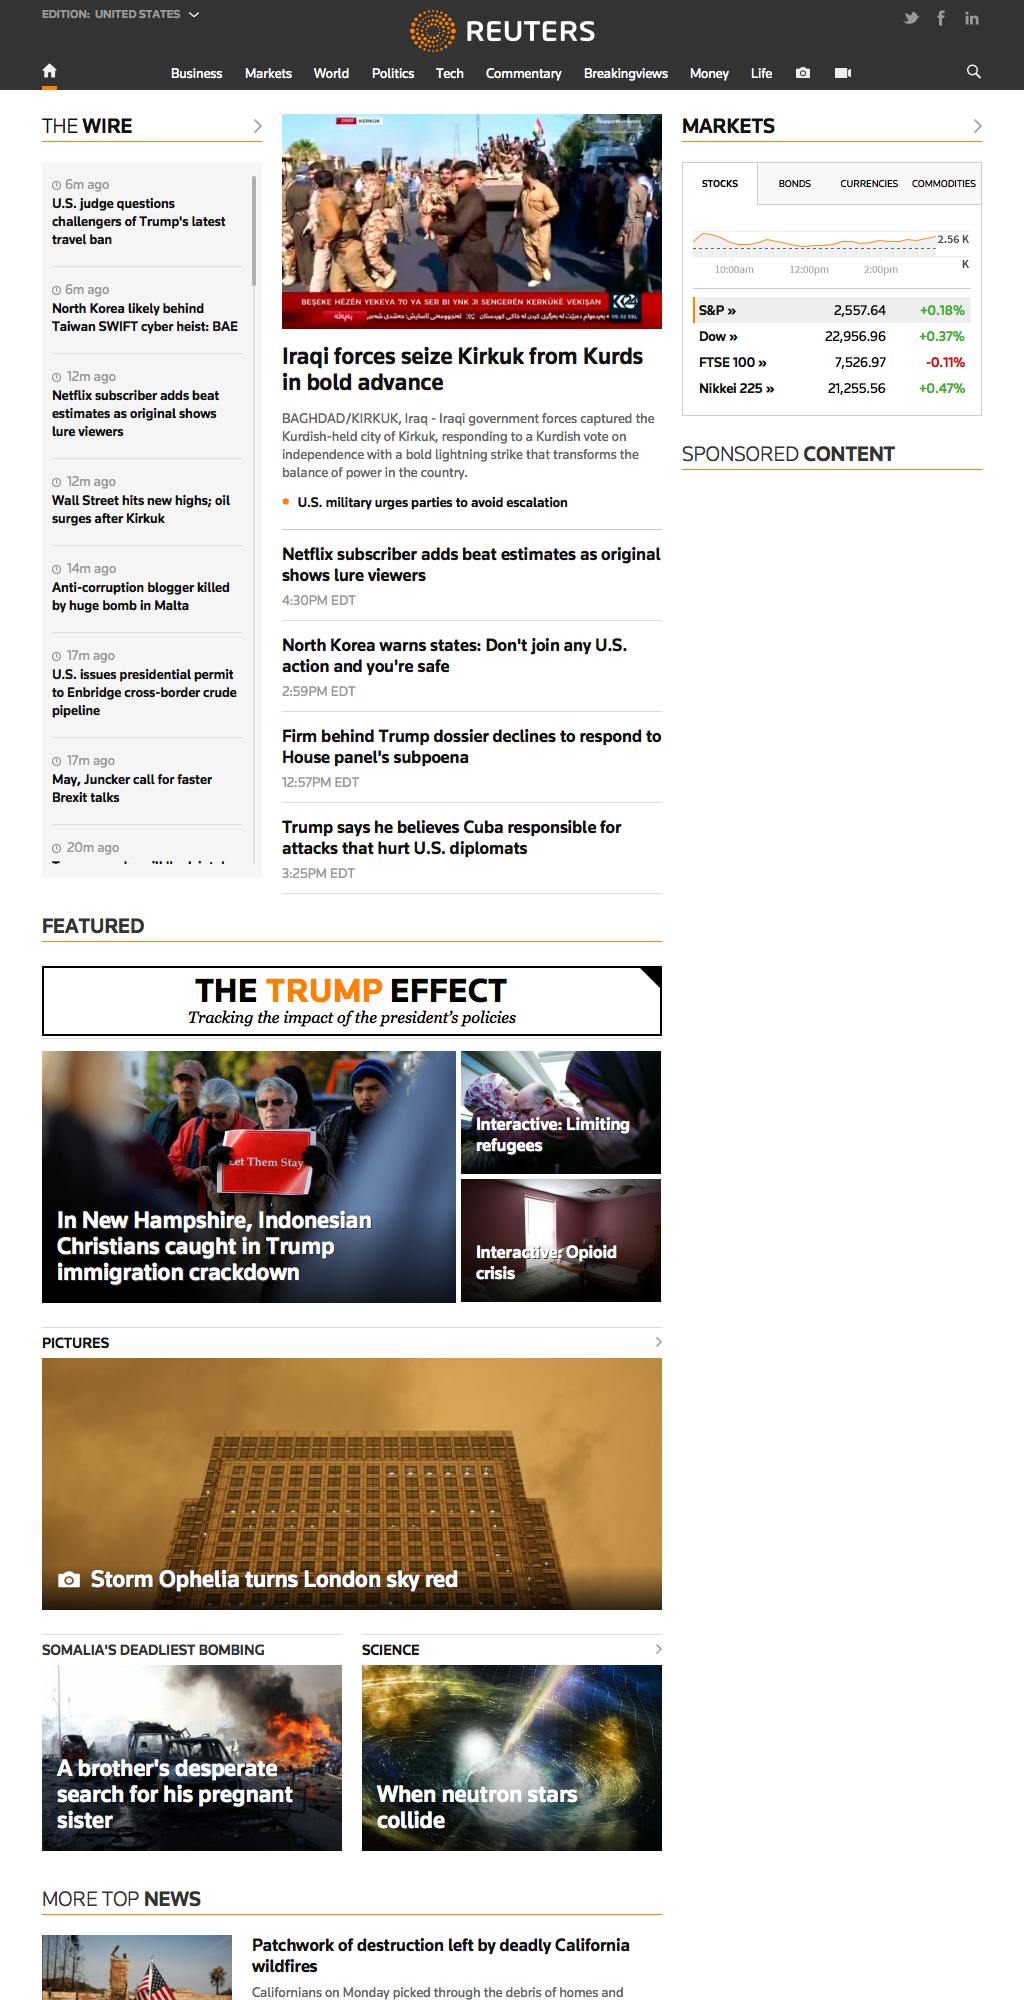 EDITION: UNITED STATES
REUTERS
Business Markets World Politics Tech Commentary Breakingviews Money Life
THE WIRE
6m ago
U.S. judge questions
challengers of Trump's latest
travel ban
6m ago
North Korea likely behind
Taiwan SWIFT cyber heist: BAE
12m ago
Netflix subscriber adds beat
estimates as original shows
lure viewers
12m ago
Wall Street hits new highs; oil
surges after Kirkuk
14m ago
Anti-corruption blogger killed
by huge bomb in Malta
17m ago
U.S. issues presidential permit
to Enbridge cross-border crude
pipeline
17m ago
May, Juncker call for faster
Brexit talks
20m ago
KERKÜK
BEŞEKE HÊZÊN YEKEYA 70 YA SER BI YNK JI SENGERÊN KERKÛKÊ VEKIŞAN
K24
Iraqi forces seize Kirkuk from Kurds
in bold advance
BAGHDAD/KIRKUK, Iraq - Iraqi government forces captured the
Kurdish-held city of Kirkuk, responding to a Kurdish vote on
independence with a bold lightning strike that transforms the
balance of power in the country.
U.S. military urges parties to avoid escalation
Netflix subscriber adds beat estimates as original
shows lure viewers
4:30PM EDT
North Korea warns states: Don't join any U.S.
action and you're safe
2:59PM EDT
Firm behind Trump dossier declines to respond to
House panel's subpoena
12:57PM EDT
Trump says he believes Cuba responsible for
attacks that hurt U.S. diplomats
3:25PM EDT
MARKETS
STOCKS BONDS CURRENCIES COMMODITIES
2.56 K
K
10:00am 12:00pm 2:00pm
S&P » 2,557.64 +0.18%
Dow » 22,956.96 +0.37%
FTSE 100 » 7,526.97 -0.11%
Nikkei 225 » 21,255.56 +0.47%
SPONSORED CONTENT
FEATURED
THE TRUMP EFFECT
Tracking the impact of the president's policies
Let Them Stay
In New Hampshire, Indonesian
Christians caught in Trump
immigration crackdown
Interactive: Limiting
refugees
Interactive: Opioid
crisis
PICTURES
Storm Ophelia turns London sky red
SOMALIA'S DEADLIEST BOMBING
A brother's desperate
search for his pregnant
sister
SCIENCE
When neutron stars
collide
MORE TOP NEWS
Patchwork of destruction left by deadly California
wildfires
Californians on Monday picked through the debris of homes and